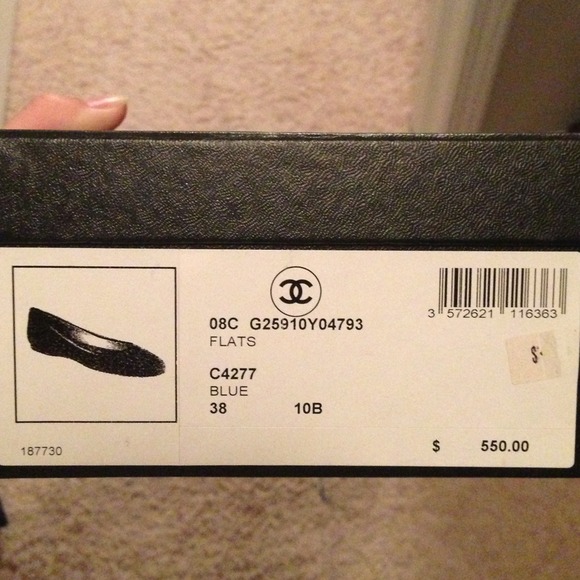 08C G25910Y04793
FLATS
C4277
BLUE
38 10B
3 572621 116363
$ 550.00
187730